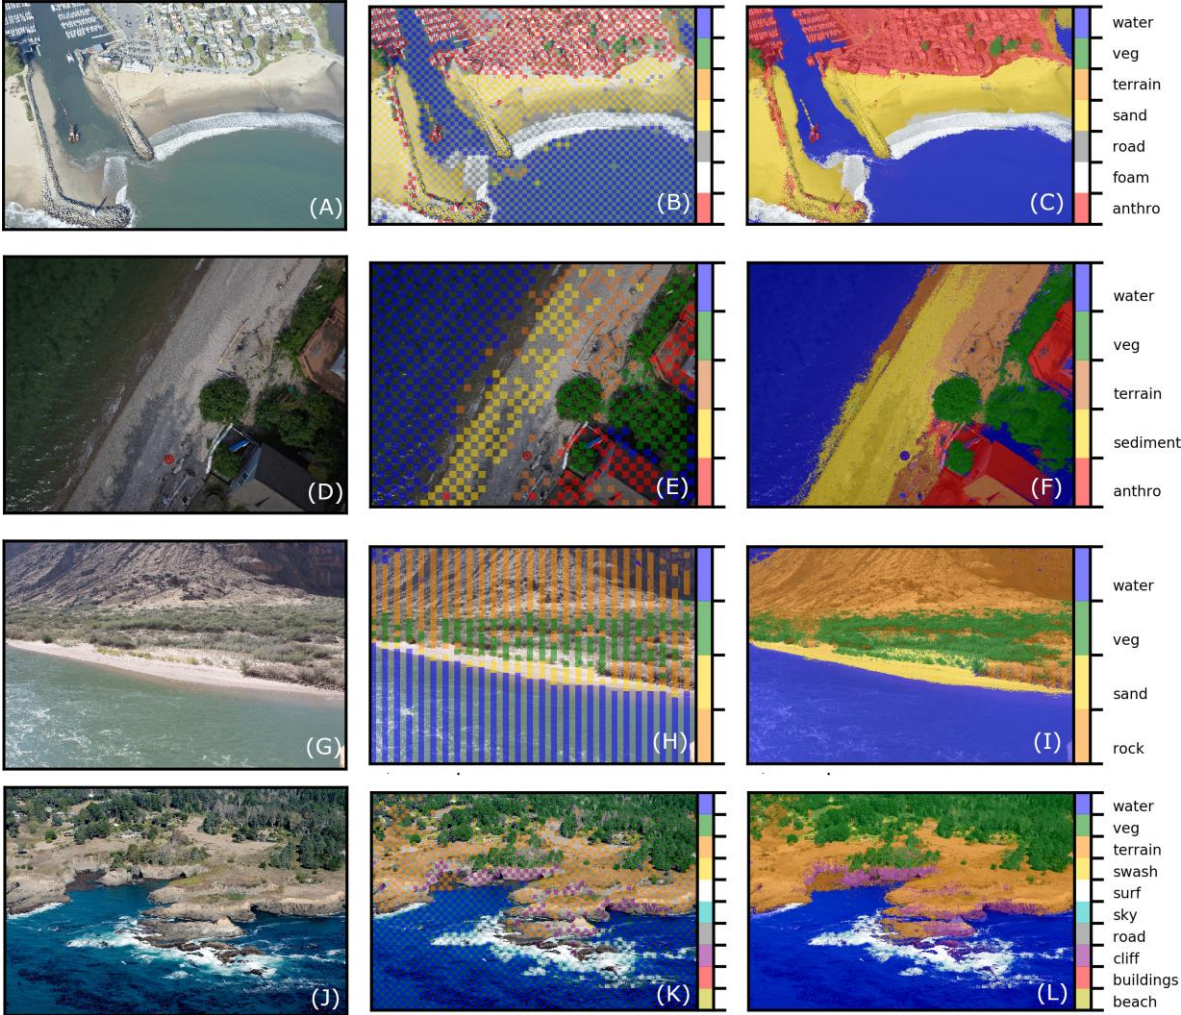 (A)
(B)
(C)
water
veg
terrain
sand
road
foam
anthro
(D)
(E)
(F)
water
veg
terrain
sediment
anthro
(G)
(H)
(I)
water
veg
sand
rock
(J)
(K)
(L)
water
veg
terrain
swash
surf
sky
road
cliff
buildings
beach